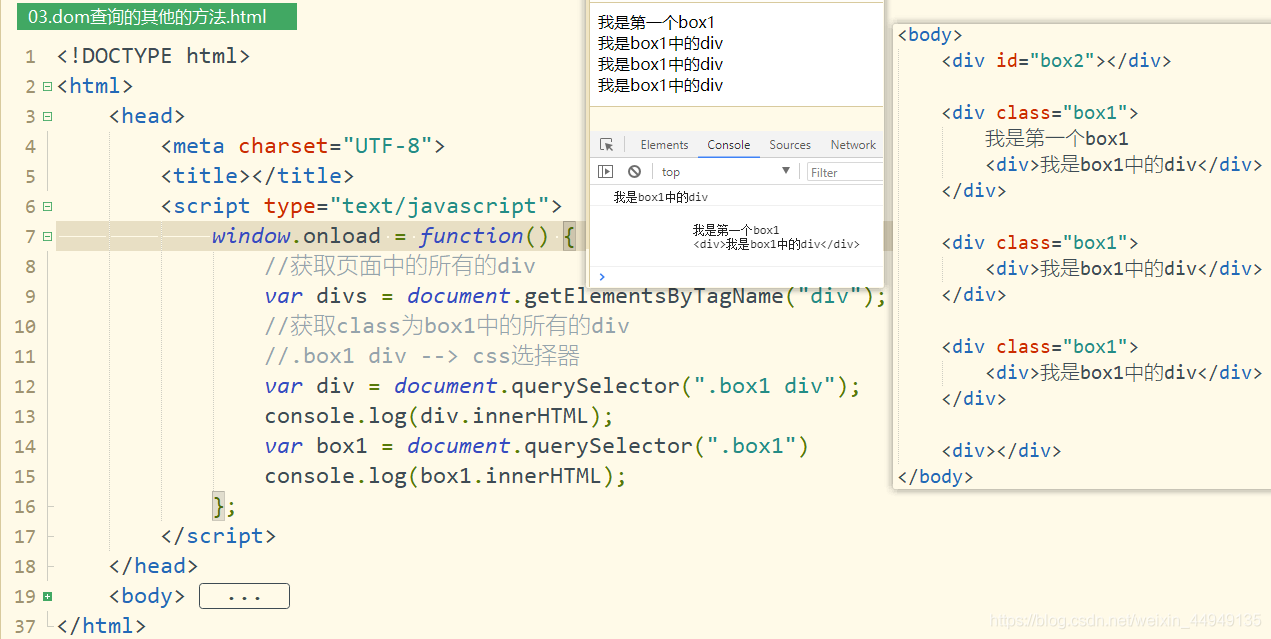 03.dom查询的其他的方法.html
1 <!DOCTYPE html>
2 <html>
3 <head>
4 <meta charset="UTF-8">
5 <title></title>
6 <script type="text/javascript">
7 window.onload = function() {
8 //获取页面中的所有的div
9 var divs = document.getElementsByTagName("div");
10 //获取class为box1中的所有的div
11 //.box1 div --> css选择器
12 var div = document.querySelector(".box1 div");
13 console.log(div.innerHTML);
14 var box1 = document.querySelector(".box1")
15 console.log(box1.innerHTML);
16 };
17 </script>
18 </head>
19 <body> ...
37 </html>
我是第一个box1
我是box1中的div
我是box1中的div
我是box1中的div
Elements Console Sources Network
top ▼ Filter
我是box1中的div
我是第一个box1
<div>我是box1中的div</div>
>
<body>
<div id="box2"></div>
<div class="box1">
我是第一个box1
<div>我是box1中的div</div>
</div>
<div class="box1">
<div>我是box1中的div</div>
</div>
<div class="box1">
<div>我是box1中的div</div>
</div>
<div></div>
</body>
https://blog.csdn.net/weixin_44949135